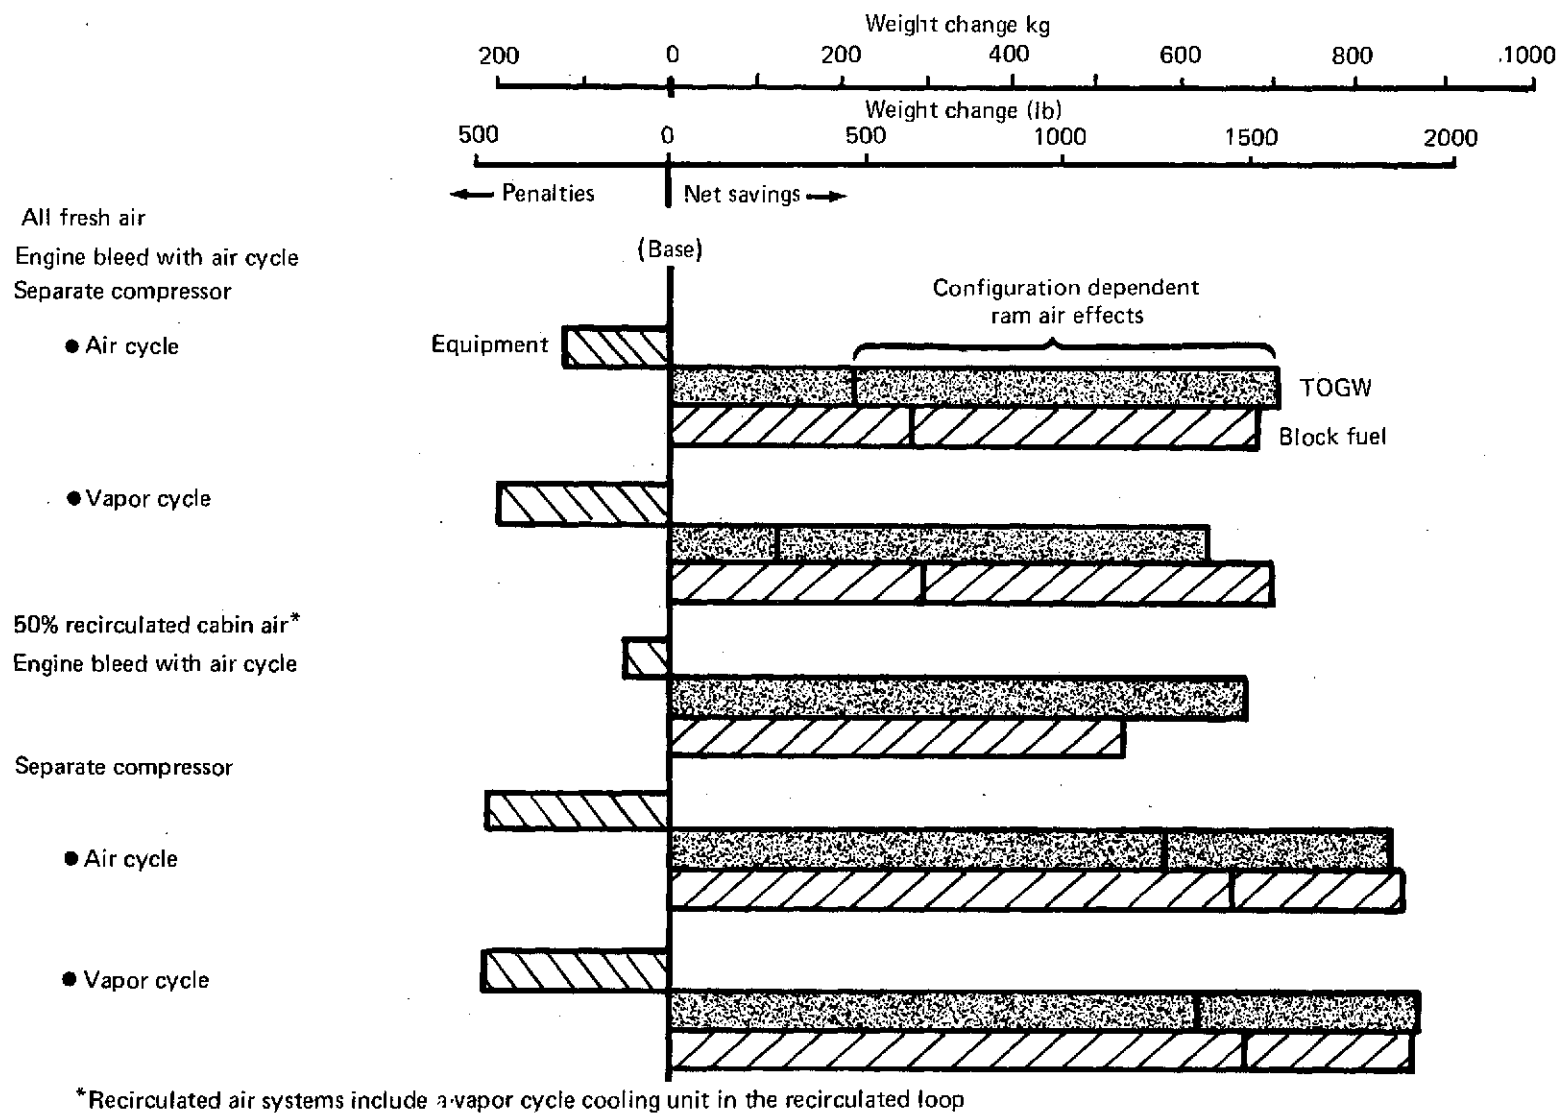 Weight change kg
200 0 200 400 600 800 1000
Weight change (lb)
500 0 500 1000 1500 2000
Penalties Net savings
All fresh air
Engine bleed with air cycle
(Base)
Separate compressor
Configuration dependent
ram air effects
● Air cycle
Equipment
TOGW
Block fuel
● Vapor cycle
50% recirculated cabin air*
Engine bleed with air cycle
Separate compressor
● Air cycle
● Vapor cycle
*Recirculated air systems include a vapor cycle cooling unit in the recirculated loop